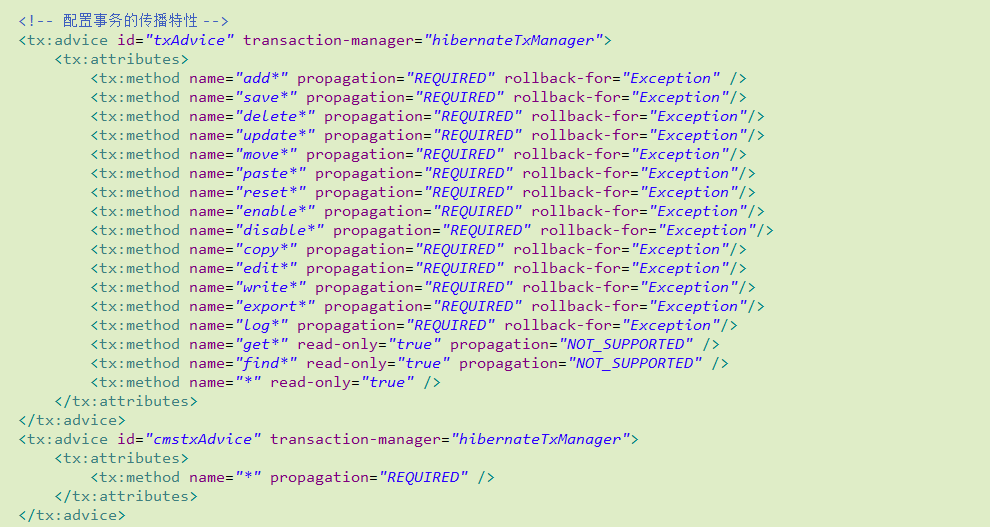 <!-- 配置事务的传播特性 -->
<tx:advice id="txAdvice" transaction-manager="hibernateTxManager">
<tx:attributes>
<tx:method name="add*" propagation="REQUIRED" rollback-for="Exception" />
<tx:method name="save*" propagation="REQUIRED" rollback-for="Exception"/>
<tx:method name="delete*" propagation="REQUIRED" rollback-for="Exception"/>
<tx:method name="update*" propagation="REQUIRED" rollback-for="Exception"/>
<tx:method name="move*" propagation="REQUIRED" rollback-for="Exception"/>
<tx:method name="paste*" propagation="REQUIRED" rollback-for="Exception"/>
<tx:method name="reset*" propagation="REQUIRED" rollback-for="Exception"/>
<tx:method name="enable*" propagation="REQUIRED" rollback-for="Exception"/>
<tx:method name="disable*" propagation="REQUIRED" rollback-for="Exception"/>
<tx:method name="copy*" propagation="REQUIRED" rollback-for="Exception"/>
<tx:method name="edit*" propagation="REQUIRED" rollback-for="Exception"/>
<tx:method name="write*" propagation="REQUIRED" rollback-for="Exception"/>
<tx:method name="export*" propagation="REQUIRED" rollback-for="Exception"/>
<tx:method name="log*" propagation="REQUIRED" rollback-for="Exception"/>
<tx:method name="get*" read-only="true" propagation="NOT_SUPPORTED" />
<tx:method name="find*" read-only="true" propagation="NOT_SUPPORTED" />
<tx:method name="*" read-only="true" />
</tx:attributes>
</tx:advice>
<tx:advice id="cmstxAdvice" transaction-manager="hibernateTxManager">
<tx:attributes>
<tx:method name="*" propagation="REQUIRED" />
</tx:attributes>
</tx:advice>